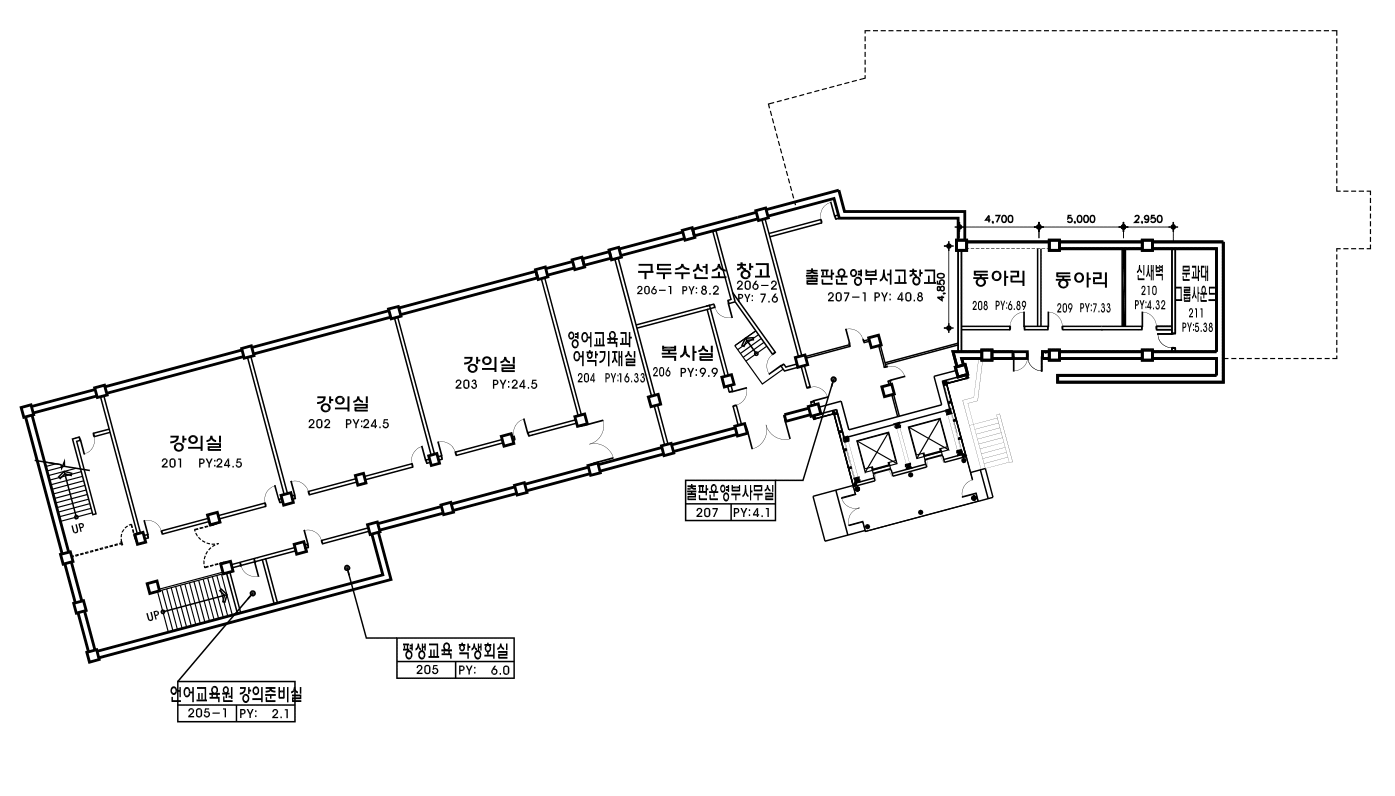 4,700 5,000 2,950
4,850
강의실
201 PY:24.5
강의실
202 PY:24.5
강의실
203 PY:24.5
영어교육과
어학기재실
204 PY:16.33
구두수선소
206-1 PY:8.2
복사실
206 PY:9.9
창고
206-2
PY: 7.6
출판운영부서고창고
207-1 PY: 40.8
동아리
208 PY:6.89
동아리
209 PY:7.33
신새벽
210
PY:4.32
문과대
그룹사운드
211
PY:5.38
출판운영부사무실
207 PY:4.1
UP
UP
평생교육 학생회실
205 PY: 6.0
언어교육원 강의준비실
205-1 PY: 2.1